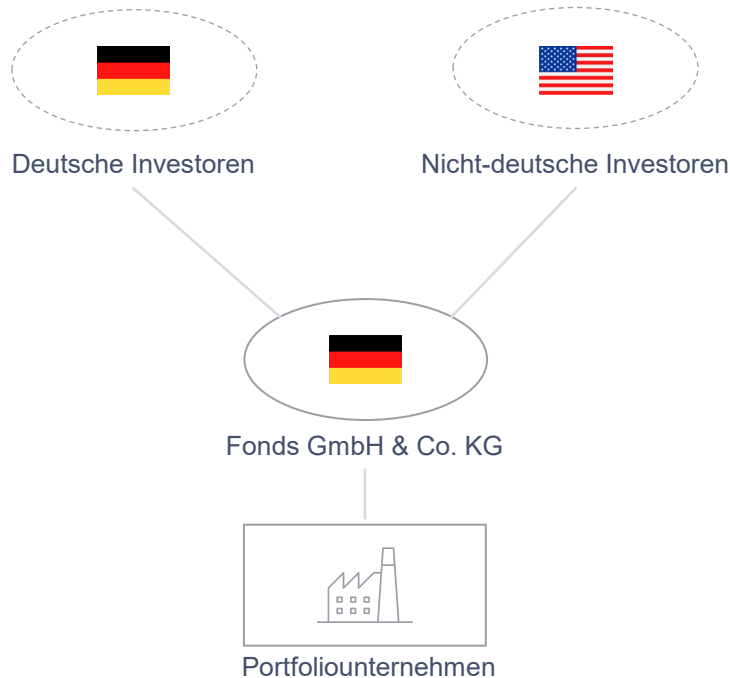 Deutsche Investoren
Nicht-deutsche Investoren
Fonds GmbH & Co. KG
Portfoliounternehmen